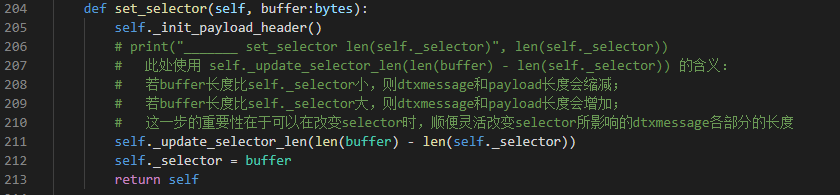 204 def set_selector(self, buffer:bytes):
205 self._init_payload_header()
206 # print("_______ set_selector len(self._selector)", len(self._selector))
207 # 此处使用 self._update_selector_len(len(buffer) - len(self._selector)) 的含义:
208 # 若buffer长度比self._selector小，则dtxmessage和payload长度会缩减;
209 # 若buffer长度比self._selector大，则dtxmessage和payload长度会增加;
210 # 这一步的重要性在于可以在改变selector时，顺便灵活改变selector所影响的dtxmessage各部分的长度
211 self._update_selector_len(len(buffer) - len(self._selector))
212 self._selector = buffer
213 return self